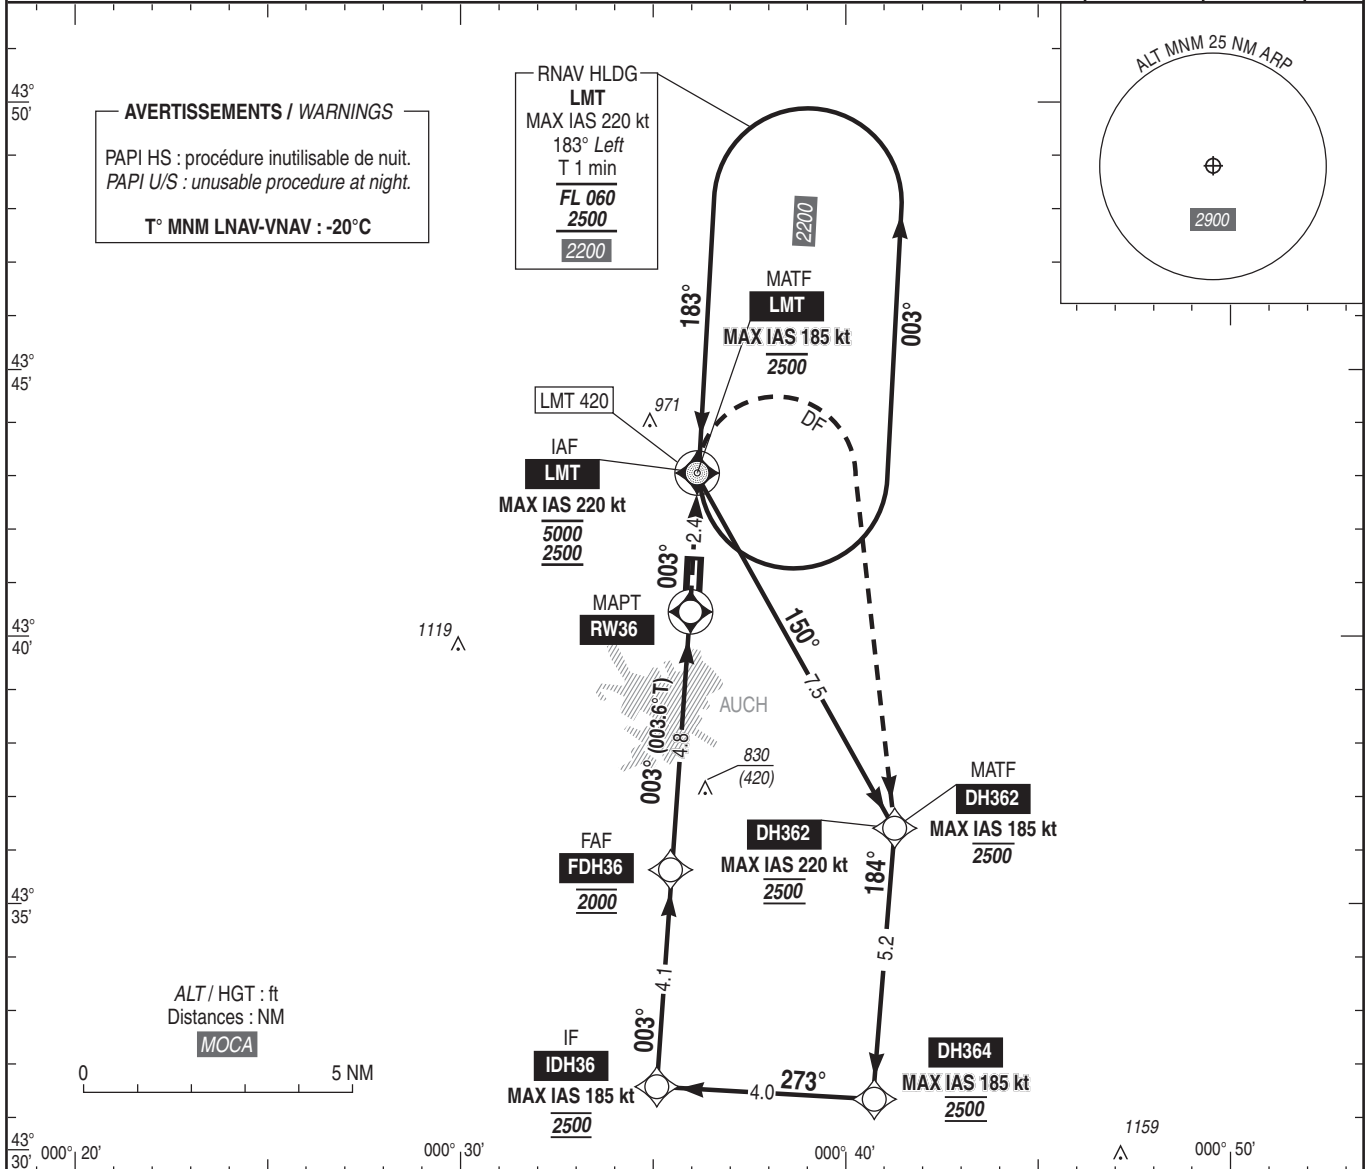 AVERTISSEMENTS / WARNINGS
PAPI HS : procédure inutilisable de nuit.
PAPI U/S : unusable procedure at night.
T° MNM LNAV-VNAV : -20°C
RNAV HLDG
LMT
MAX IAS 220 kt
183° Left
T 1 min
FL 060
2500
2200
ALT MNM 25 NM ARP
2900
43°
50'
2200
MATF
LMT
MAX IAS 185 kt
2500
183°
003°
43°
45'
LMT 420
971
DF
IAF
LMT
MAX IAS 220 kt
5000
2500
2.4
003°
MAPT
RW36
1119
43°
40'
150°
7.5
AUCH
003° (003.6° T)
4.8
830
(420)
MATF
DH362
MAX IAS 185 kt
2500
DH362
MAX IAS 220 kt
2500
184°
FAF
FDH36
2000
43°
35'
5.2
4.1
003°
ALT / HGT : ft
Distances : NM
MOCA
0
5 NM
IF
IDH36
MAX IAS 185 kt
2500
4.0
273°
DH364
MAX IAS 185 kt
2500
1159
43°
30'
000° 20'
000° 30'
000° 40'
000° 50'